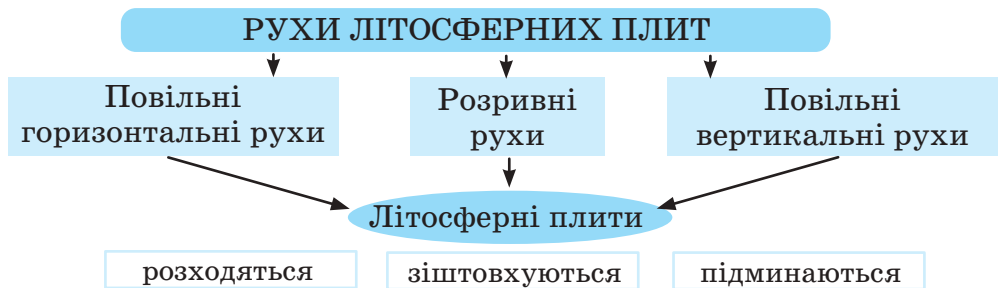 РУХИ ЛІТОСФЕРНИХ ПЛИТ
Повільні
горизонтальні рухи
Розривні
рухи
Повільні
вертикальні рухи
Літосферні плити
розходяться
зіштовхуються
підминаються